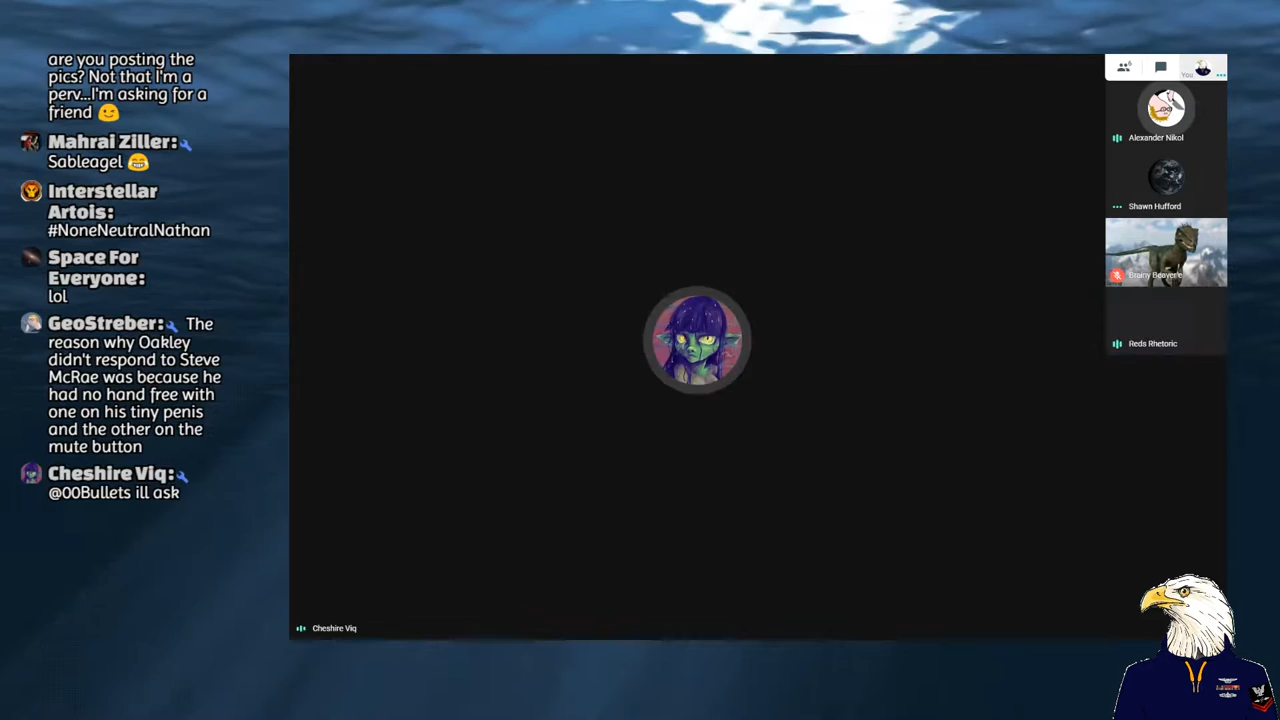 are you posting the
pics? Not that I'm a
perv...I'm asking for a
friend 😉
Mahrai Ziller:
Sableagel 😂
Interstellar
Artois:
#NoneNeutralNathan
Space For
Everyone:
lol
GeoStreber: The
reason why Oakley
didn't respond to Steve
McRae was because he
had no hand free with
one on his tiny penis
and the other on the
mute button
Cheshire Viq:
@00Bullets ill ask
Cheshire Viq
You
Alexander Nikol
Shawn Hufford
Brainy Beaver e
Reds Rhetoric